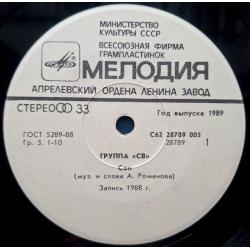 МИНИСТЕРСТВО
КУЛЬТУРЫ СССР
ВСЕСОЮЗНАЯ ФИРМА
ГРАМПЛАСТИНОК
МЕЛОДИЯ
АПРЕЛЕВСКИЙ ОРДЕНА ЛЕНИНА ЗАВОД
СТЕРЕО 33
Год выпуска 1989
ГОСТ 5289-88
С62 28789 005
Гр. 3. 1-10
28789
1
ГРУППА «СВ»
Сон
(муз. и слова А. Романова)
Запись 1988 г.